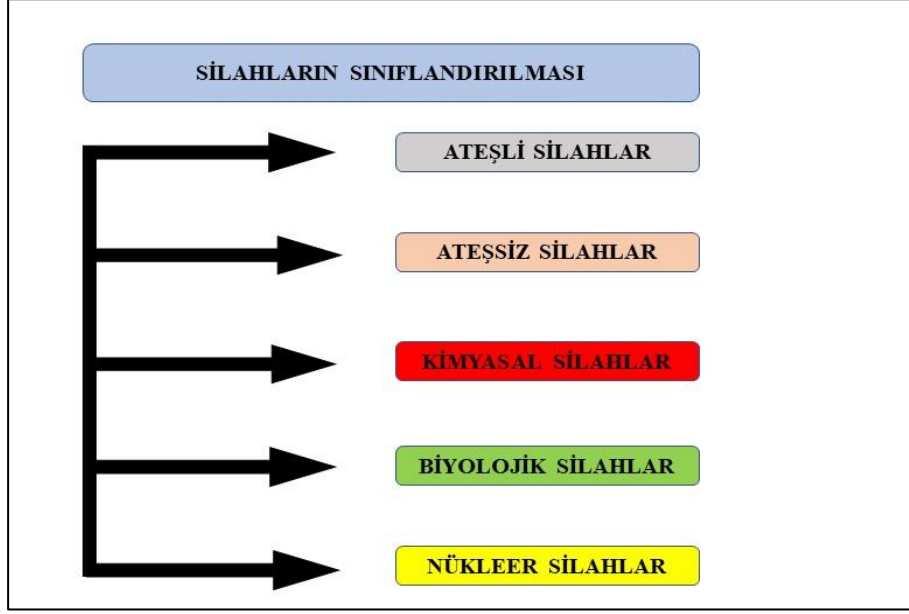 SİLAHLARIN SINIFLANDIRILMASI
ATEŞLİ SİLAHLAR
ATEŞSİZ SİLAHLAR
KİMYASAL SİLAHLAR
BİYOLOJİK SİLAHLAR
NÜKLEER SİLAHLAR